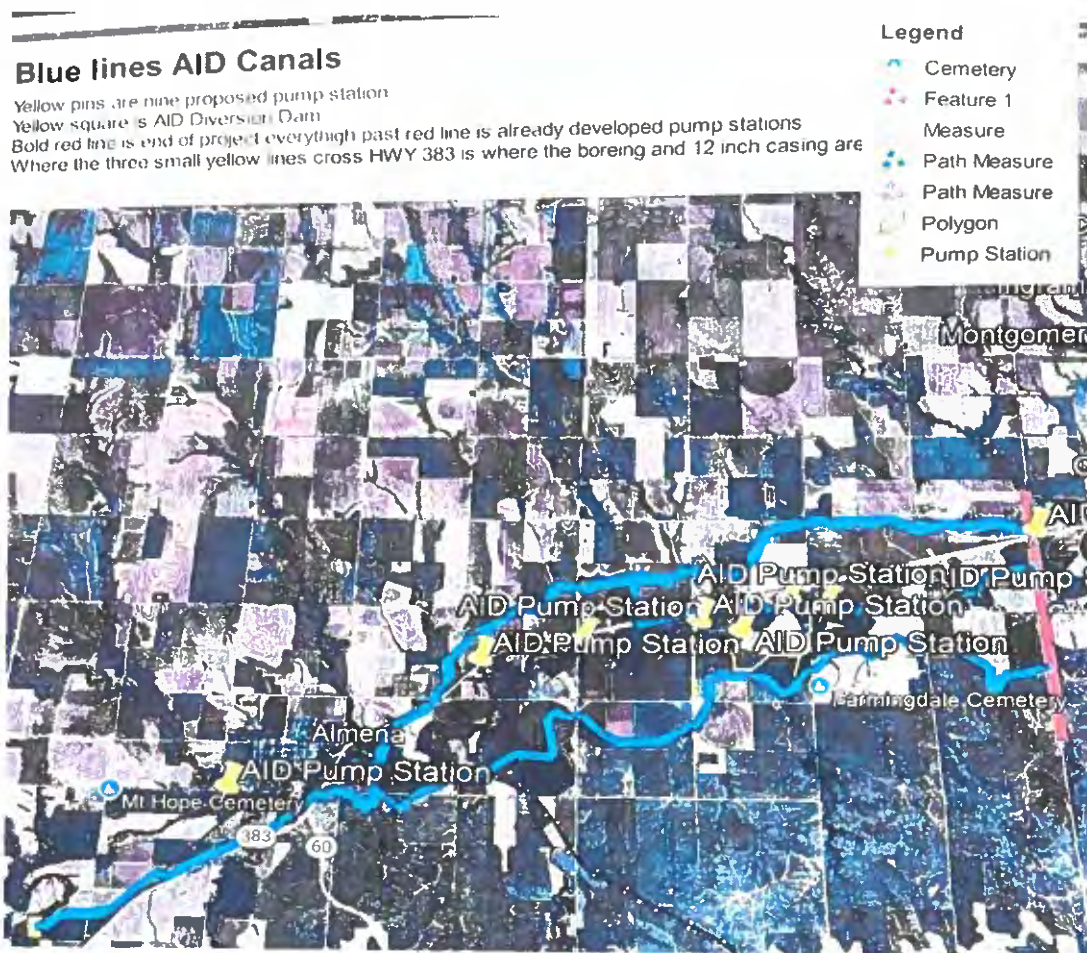 Blue lines AID Canals
Yellow pins are nine proposed pump station
Yellow square is AID Diversion Dam
Bold red line is end of project everythigh past red line is already developed pump stations
Where the three small yellow lines cross HWY 383 is where the boreing and 12 inch casing are
Legend
Cemetery
Feature 1
Measure
Path Measure
Path Measure
Polygon
Pump Station
Montgomer
AID Pump Station
ID Pump
AID Pump Station
AID Pump Station
AID Pump Station
AID Pump Station
Farmingdale Cemetery
Almena
AID Pump Station
Mt Hope Cemetery
383
60